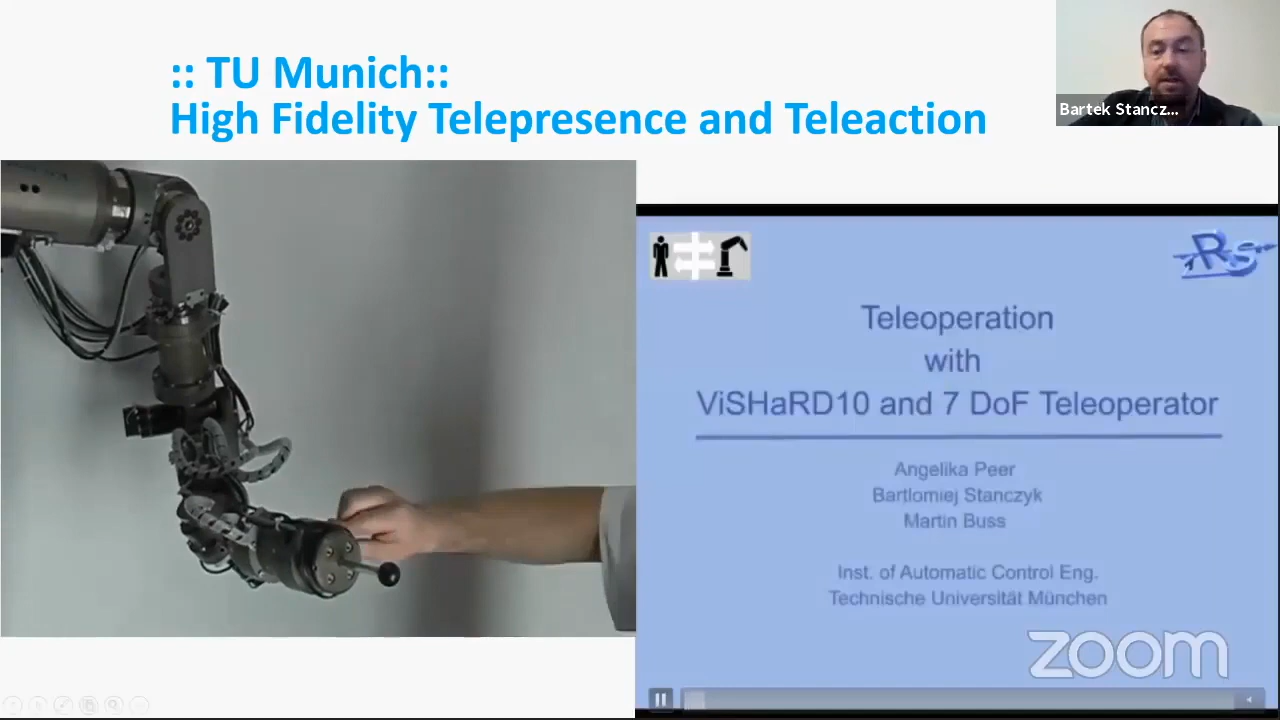 :: TU Munich::
High Fidelity Telepresence and Teleaction
Bartek Stancz...
RS
Teleoperation
with
ViSHaRD10 and 7 DoF Teleoperator
Angelika Peer
Bartlomiej Stanczyk
Martin Buss
Inst. of Automatic Control Eng.
Technische Universität München
zoom